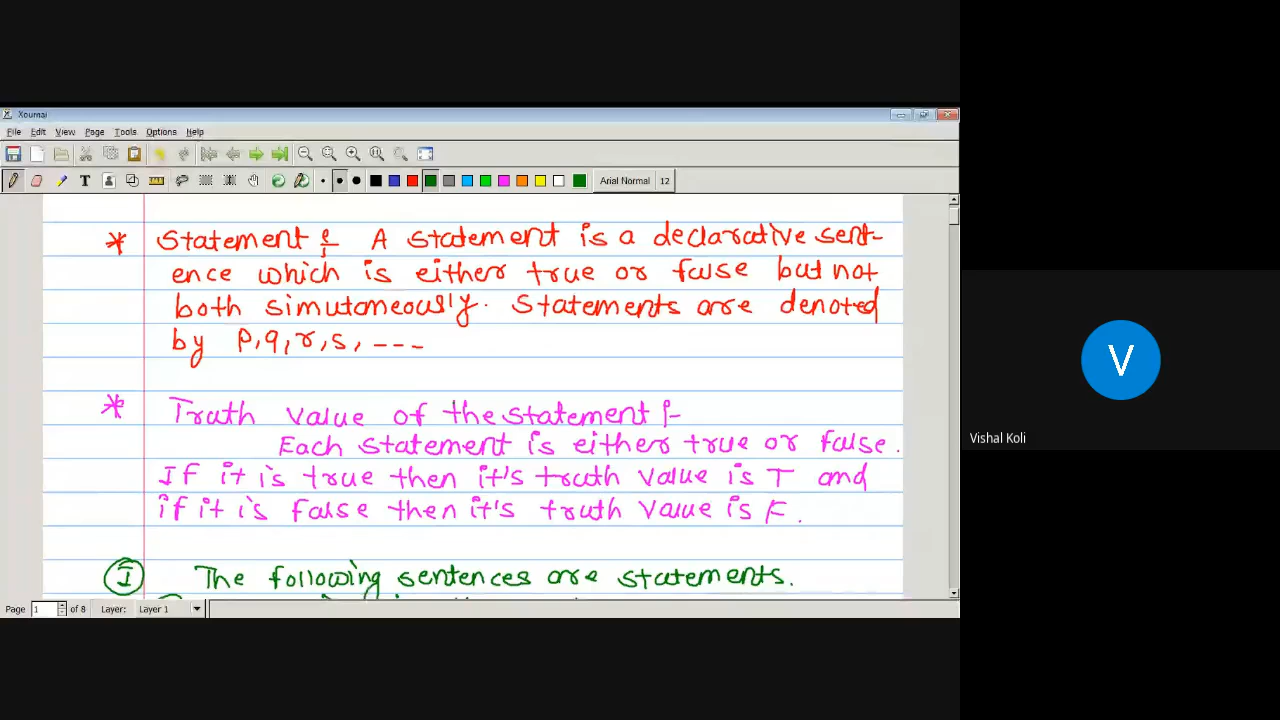 Xournal
File Edit View Page Tools Options Help
Arial Normal 12
* Statement :- A statement is a declarative sent-
ence which is either true or false but not
both simutaneously. Statements are denoted
by p,q,r,s, ---
* Truth value of the statement :-
Each statement is either true or false.
If it is true then it's truth value is T and
if it is false then it's truth value is F.
I The following sentences are statements.
Page 1 of 8 Layer: Layer 1
V
Vishal Koli